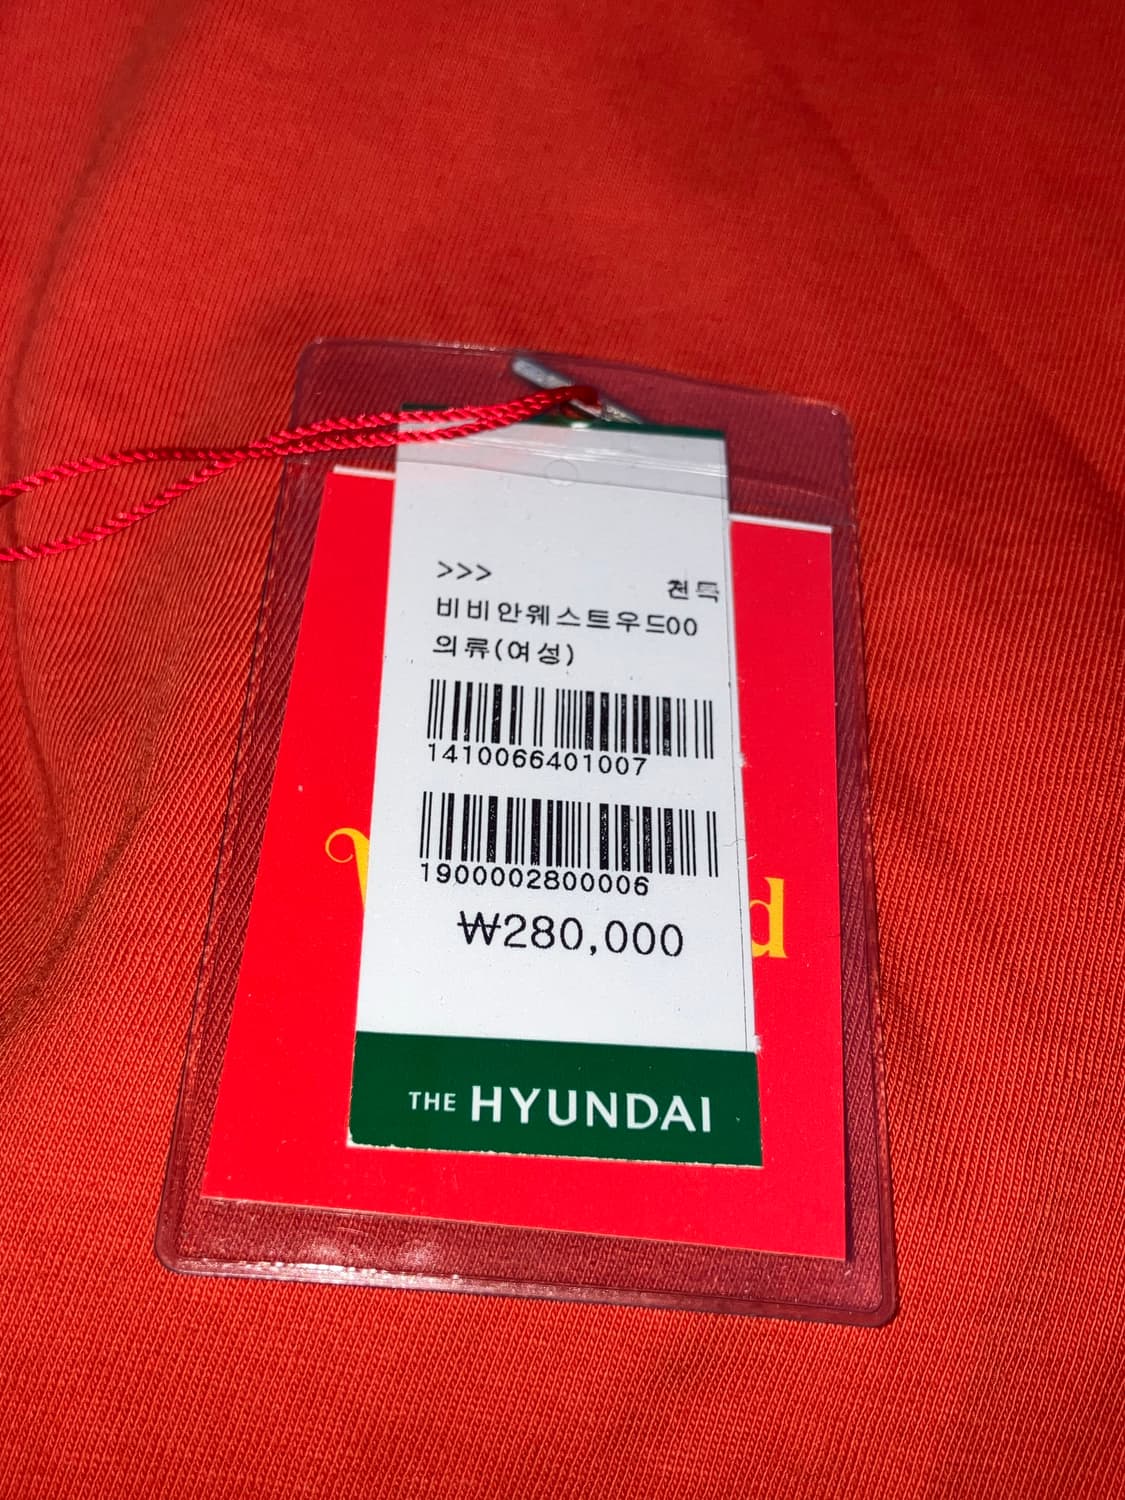 >>> 천득
비비안웨스트우드00
의류(여성)
1410066401007
1900002800006
₩280,000
THE HYUNDAI